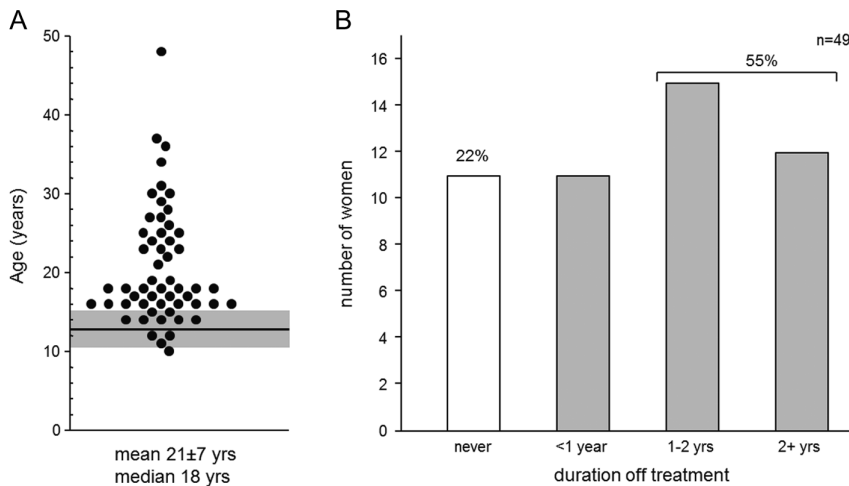 A
50
40
30
20
10
0
Age (years)
mean 21±7 yrs
median 18 yrs
B
n=49
16
14
12
10
8
6
4
2
0
number of women
22%
55%
never
<1 year
1-2 yrs
2+ yrs
duration off treatment